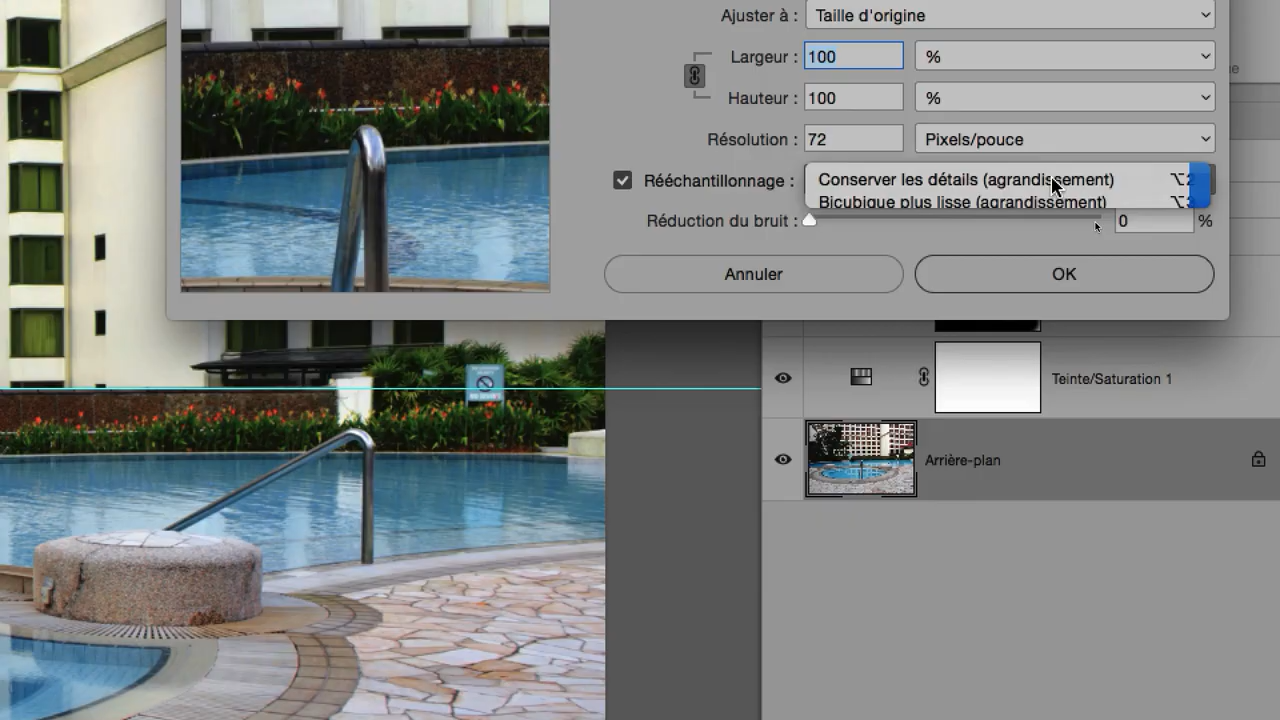 Ajuster à : Taille d'origine
Largeur : 100 %
Hauteur : 100 %
Résolution : 72 Pixels/pouce
Rééchantillonnage : Conserver les détails (agrandissement) ⌥2
Bicubique plus lisse (agrandissement)
Réduction du bruit : 0 %
Annuler OK
Teinte/Saturation 1
Arrière-plan